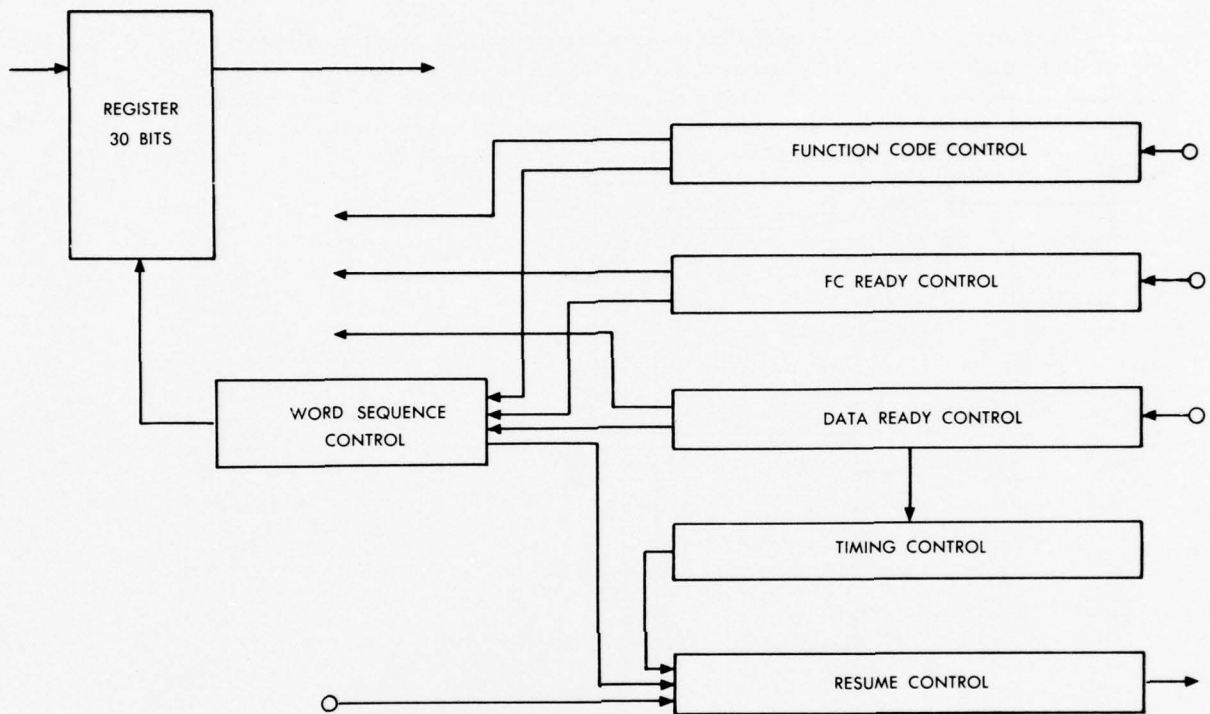 REGISTER
30 BITS
FUNCTION CODE CONTROL
FC READY CONTROL
WORD SEQUENCE
CONTROL
DATA READY CONTROL
TIMING CONTROL
RESUME CONTROL